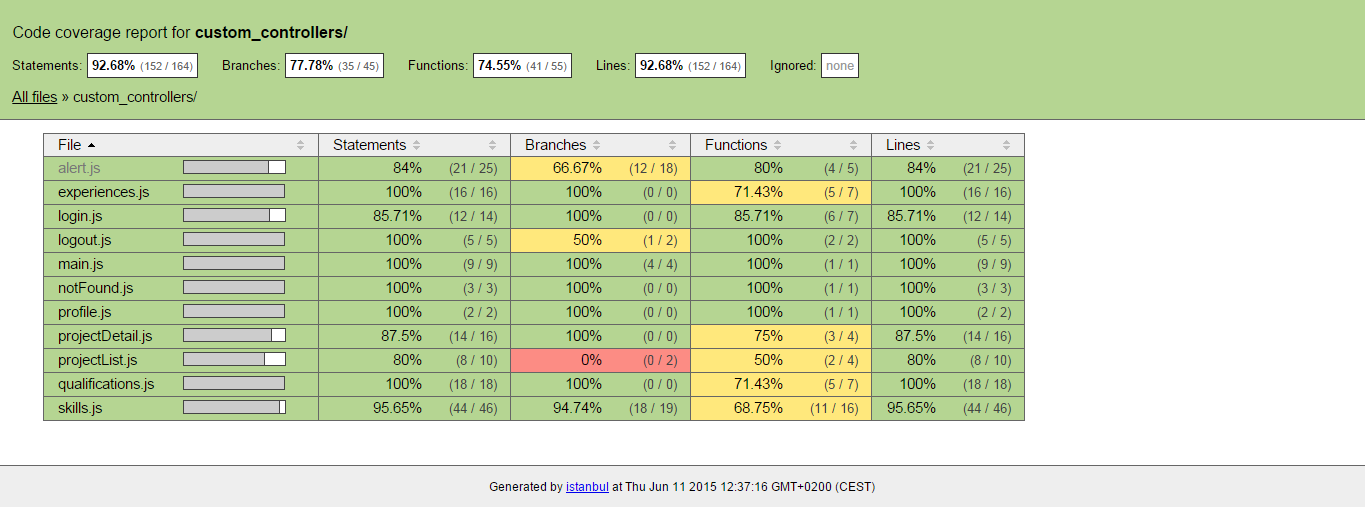 Code coverage report for custom_controllers/
Statements: 92.68% (152 / 164) Branches: 77.78% (35 / 45) Functions: 74.55% (41 / 55) Lines: 92.68% (152 / 164) Ignored: none
All files » custom_controllers/
File Statements Branches Functions Lines
alert.js 84% (21 / 25) 66.67% (12 / 18) 80% (4 / 5) 84% (21 / 25)
experiences.js 100% (16 / 16) 100% (0 / 0) 71.43% (5 / 7) 100% (16 / 16)
login.js 85.71% (12 / 14) 100% (0 / 0) 85.71% (6 / 7) 85.71% (12 / 14)
logout.js 100% (5 / 5) 50% (1 / 2) 100% (2 / 2) 100% (5 / 5)
main.js 100% (9 / 9) 100% (4 / 4) 100% (1 / 1) 100% (9 / 9)
notFound.js 100% (3 / 3) 100% (0 / 0) 100% (1 / 1) 100% (3 / 3)
profile.js 100% (2 / 2) 100% (0 / 0) 100% (1 / 1) 100% (2 / 2)
projectDetail.js 87.5% (14 / 16) 100% (0 / 0) 75% (3 / 4) 87.5% (14 / 16)
projectList.js 80% (8 / 10) 0% (0 / 2) 50% (2 / 4) 80% (8 / 10)
qualifications.js 100% (18 / 18) 100% (0 / 0) 71.43% (5 / 7) 100% (18 / 18)
skills.js 95.65% (44 / 46) 94.74% (18 / 19) 68.75% (11 / 16) 95.65% (44 / 46)
Generated by istanbul at Thu Jun 11 2015 12:37:16 GMT+0200 (CEST)